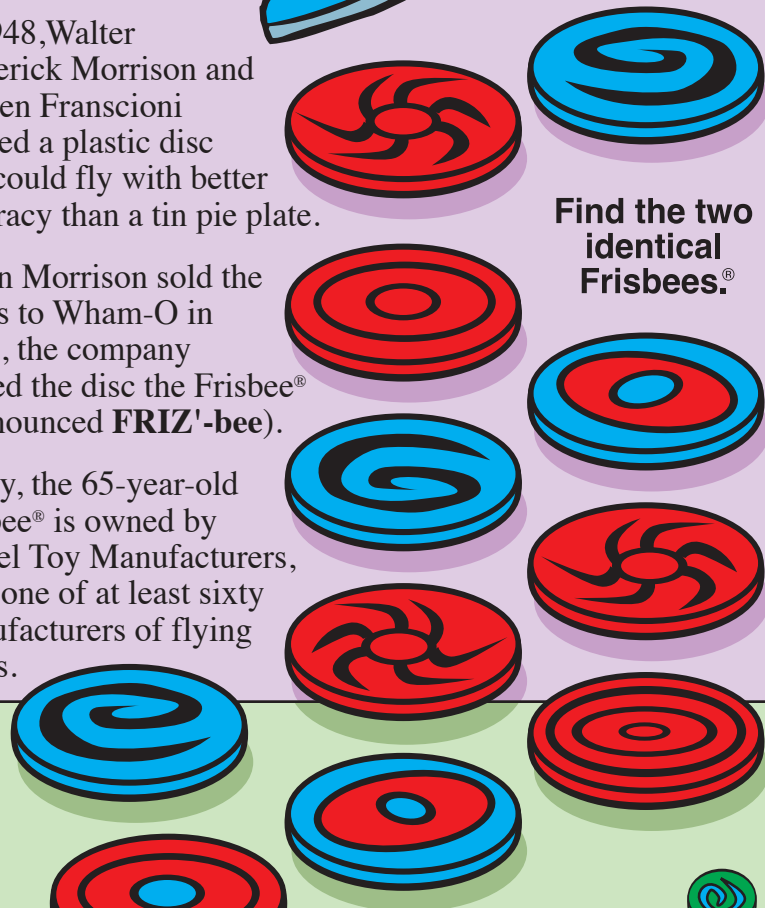 948,Walter
erick Morrison and
en Franscioni
ed a plastic disc
could fly with better
racy than a tin pie plate.
n Morrison sold the
s to Wham-O in
, the company
ed the disc the Frisbee®
nounced FRIZ'-bee).
y, the 65-year-old
bee® is owned by
el Toy Manufacturers,
one of at least sixty
ufacturers of flying
s.
Find the two
identical
Frisbees.®